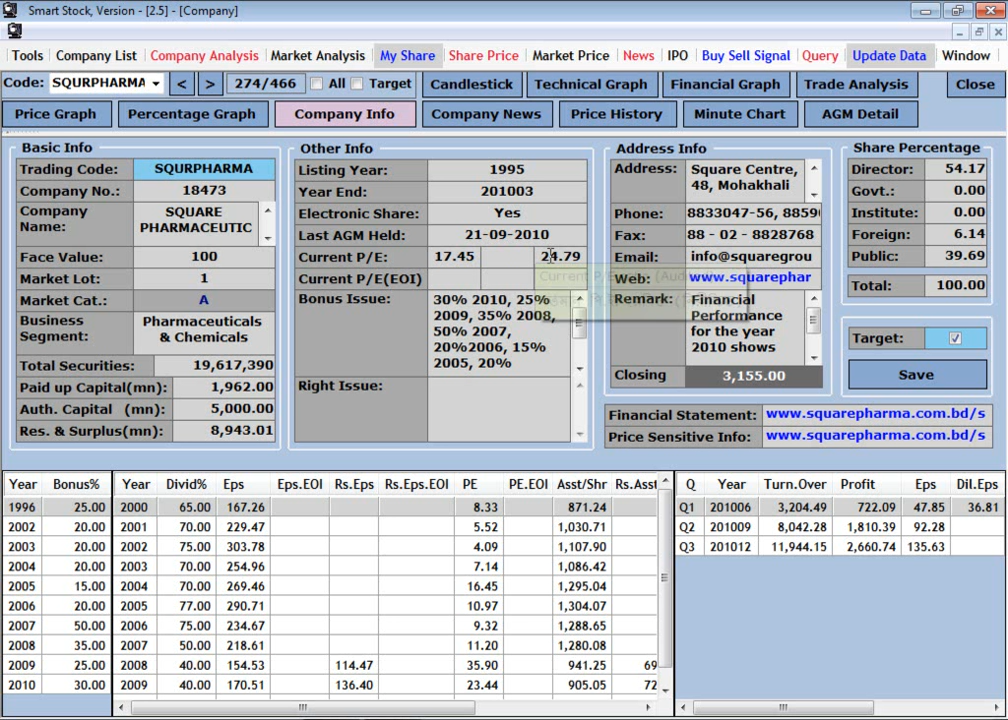 Smart Stock, Version - [2.5] - [Company]
Tools Company List Company Analysis Market Analysis My Share Share Price Market Price News IPO Buy Sell Signal Query Update Data Window
Code: SQURPHARMA < > 274/466 All Target Candlestick Technical Graph Financial Graph Trade Analysis Close
Price Graph Percentage Graph Company Info Company News Price History Minute Chart AGM Detail
Basic Info
Trading Code: SQURPHARMA
Company No.: 18473
Company Name: SQUARE
PHARMACEUTIC
Face Value: 100
Market Lot: 1
Market Cat.: A
Business Segment: Pharmaceuticals
& Chemicals
Total Securities: 19,617,390
Paid up Capital(mn): 1,962.00
Auth. Capital (mn): 5,000.00
Res. & Surplus(mn): 8,943.01
Other Info
Listing Year: 1995
Year End: 201003
Electronic Share: Yes
Last AGM Held: 21-09-2010
Current P/E: 17.45 24.79
Current P/E(EOI)
Bonus Issue: 30% 2010, 25%
2009, 35% 2008,
50% 2007,
20%2006, 15%
2005, 20%
Right Issue:
Address Info
Address: Square Centre,
48, Mohakhali
Phone: 8833047-56, 8859
Fax: 88 - 02 - 8828768
Email: info@squaregrou
Web: www.squarephar
Remark: Financial
Performance
for the year
2010 shows
Closing 3,155.00
Share Percentage
Director: 54.17
Govt.: 0.00
Institute: 0.00
Foreign: 6.14
Public: 39.69
Total: 100.00
Target:
Save
Financial Statement: www.squarepharma.com.bd/s
Price Sensitive Info: www.squarepharma.com.bd/s
Year Bonus%
1996 25.00
2002 20.00
2003 20.00
2004 20.00
2005 15.00
2006 20.00
2007 50.00
2008 35.00
2009 25.00
2010 30.00
Year Divid% Eps Eps.EOI Rs.Eps Rs.Eps.EOI PE PE.EOI Asst/Shr Rs.Asst
2000 65.00 167.26 8.33 871.24
2001 70.00 229.47 5.52 1,030.71
2002 75.00 303.78 4.09 1,107.90
2003 70.00 254.96 7.14 1,086.42
2004 70.00 269.46 16.45 1,295.04
2005 77.00 290.71 10.97 1,304.07
2006 75.00 234.67 9.32 1,288.65
2007 50.00 218.61 11.20 1,280.08
2008 40.00 154.53 114.47 35.90 941.25 69
2009 40.00 170.51 136.40 23.44 905.05 72
Q Year Turn.Over Profit Eps Dil.Eps
Q1 201006 3,204.49 722.09 47.85 36.81
Q2 201009 8,042.28 1,810.39 92.28
Q3 201012 11,944.15 2,660.74 135.63